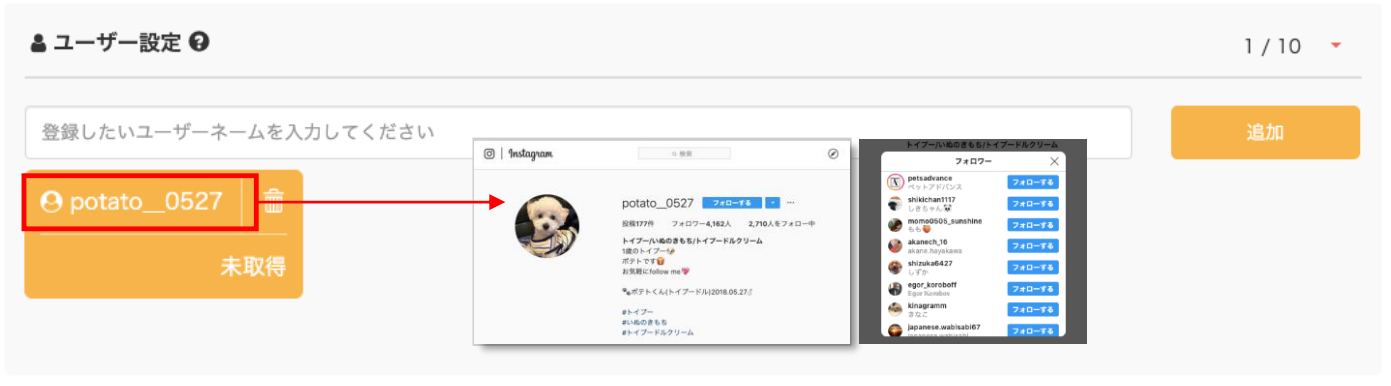 ユーザー設定
1 / 10
登録したいユーザーネームを入力してください
追加
potato__0527
未取得
Instagram
検索
potato__0527 フォローする
投稿177件 フォロワー4,162人 2,710人をフォロー中
トイプー/いぬのきもち/トイプードルクリーム
1歳のトイプー
ポテトです
お気軽にfollow me
ポテトくん(トイプードル)2018.05.27
#トイプー
#いぬのきもち
#トイプードルクリーム
トイプー/いぬのきもち/トイプードルクリーム
フォロワー
petsadvance
ペットアドバンス
フォローする
shikichan1117
しきちゃん
フォローする
momo0505_sunshine
もも
フォローする
akanech_16
akane.hayakawa
フォローする
shizuka6427
しずか
フォローする
egor_koroboff
Egor Korobov
フォローする
kinagramm
きなこ
フォローする
japanese.wabisabi67
フォローする